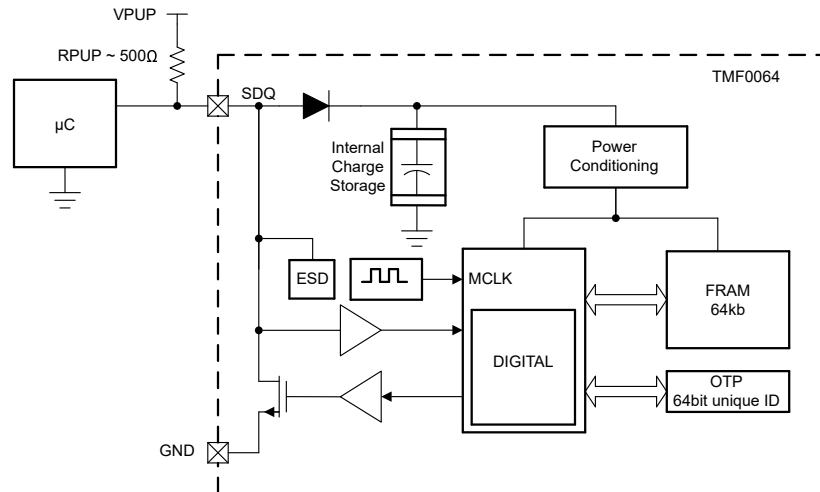 VPUP
RPUP ~ 500Ω
TMF0064
SDQ
µC
Internal
Charge
Storage
Power
Conditioning
ESD
MCLK
FRAM
64kb
DIGITAL
OTP
64bit unique ID
GND